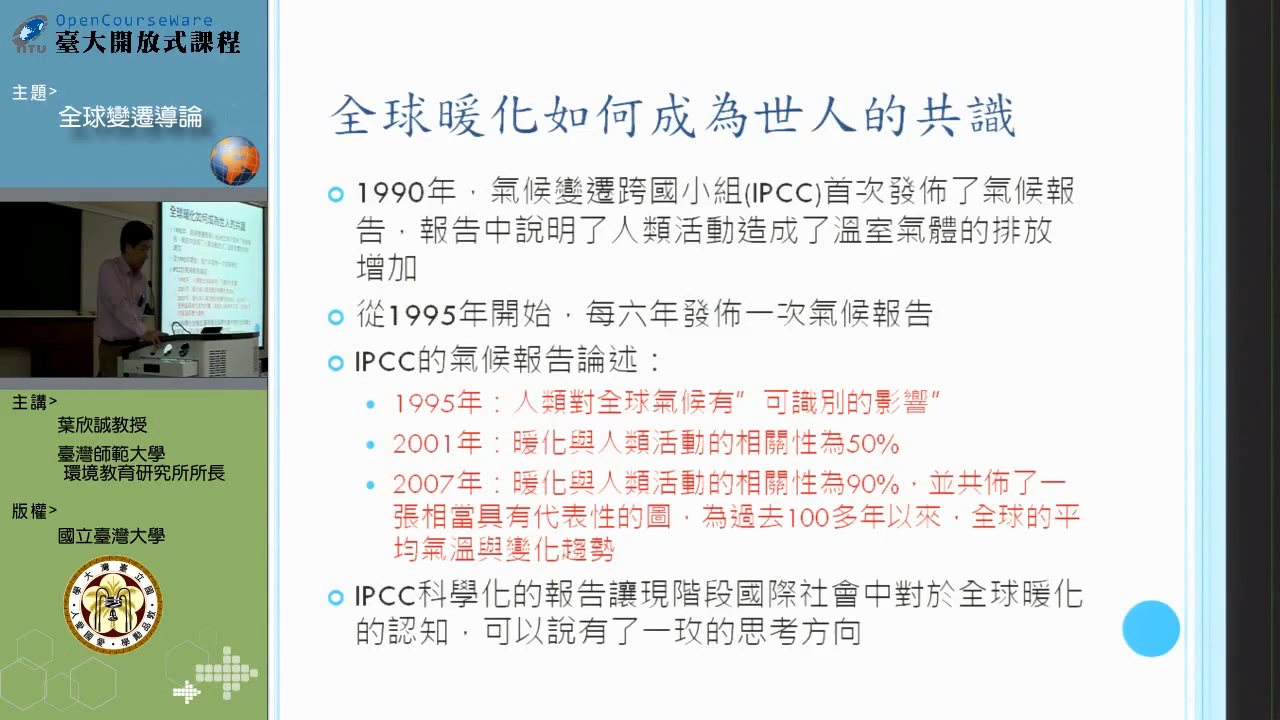 OpenCourseWare
NTU
臺大開放式課程
主題>
全球變遷導論
主講>
葉欣誠教授
臺灣師範大學
環境教育研究所所長
版權>
國立臺灣大學
全球暖化如何成為世人的共識
1990年，氣候變遷跨國小組(IPCC)首次發佈了氣候報
告，報告中說明了人類活動造成了溫室氣體的排放
增加
從1995年開始，每六年發佈一次氣候報告
IPCC的氣候報告論述：
1995年：人類對全球氣候有”可識別的影響”
2001年：暖化與人類活動的相關性為50%
2007年：暖化與人類活動的相關性為90%，並共佈了一
張相當具有代表性的圖，為過去100多年以來，全球的平
均氣溫與變化趨勢
IPCC科學化的報告讓現階段國際社會中對於全球暖化
的認知，可以說有了一致的思考方向